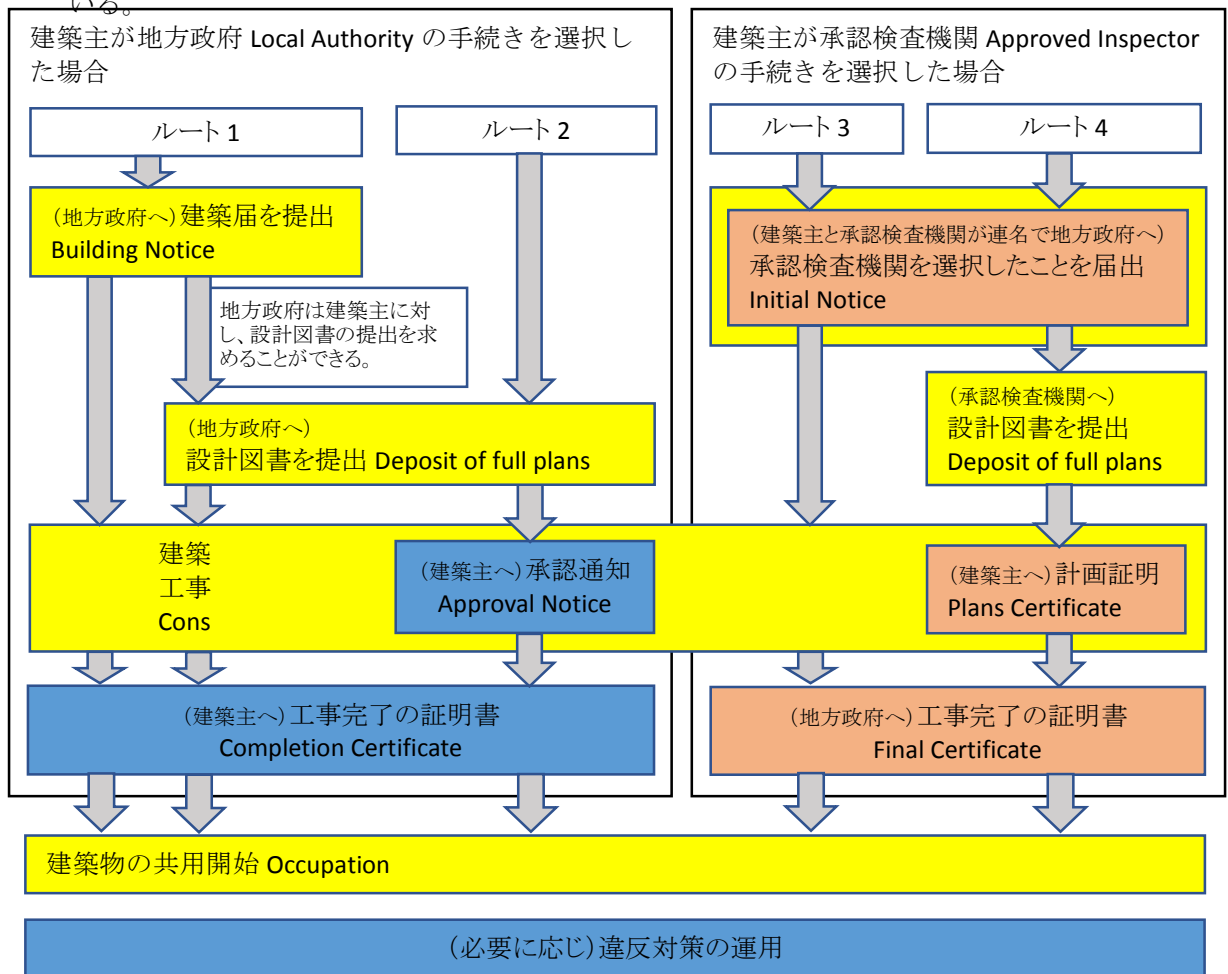 いる。
建築主が地方政府 Local Authority の手続きを選択し
た場合
ルート 1
ルート 2
(地方政府へ)建築届を提出
Building Notice
地方政府は建築主に対
し、設計図書の提出を求
めることができる。
(地方政府へ)
設計図書を提出 Deposit of full plans
建築主が承認検査機関 Approved Inspector
の手続きを選択した場合
ルート 3
ルート 4
(建築主と承認検査機関が連名で地方政府へ)
承認検査機関を選択したことを届出
Initial Notice
(承認検査機関へ)
設計図書を提出
Deposit of full plans
建築
工事
Cons
(建築主へ)承認通知
Approval Notice
(建築主へ)計画証明
Plans Certificate
(建築主へ)工事完了の証明書
Completion Certificate
(地方政府へ)工事完了の証明書
Final Certificate
建築物の共用開始 Occupation
(必要に応じ)違反対策の運用